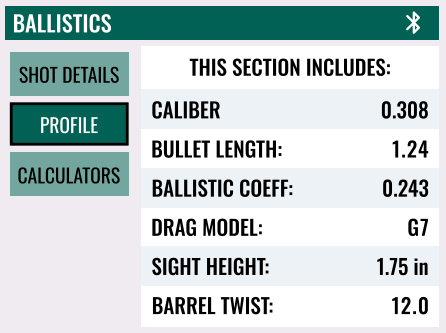 BALLISTICS
SHOT DETAILS
PROFILE
CALCULATORS
THIS SECTION INCLUDES:
CALIBER 0.308
BULLET LENGTH: 1.24
BALLISTIC COEFF: 0.243
DRAG MODEL: G7
SIGHT HEIGHT: 1.75 in
BARREL TWIST: 12.0